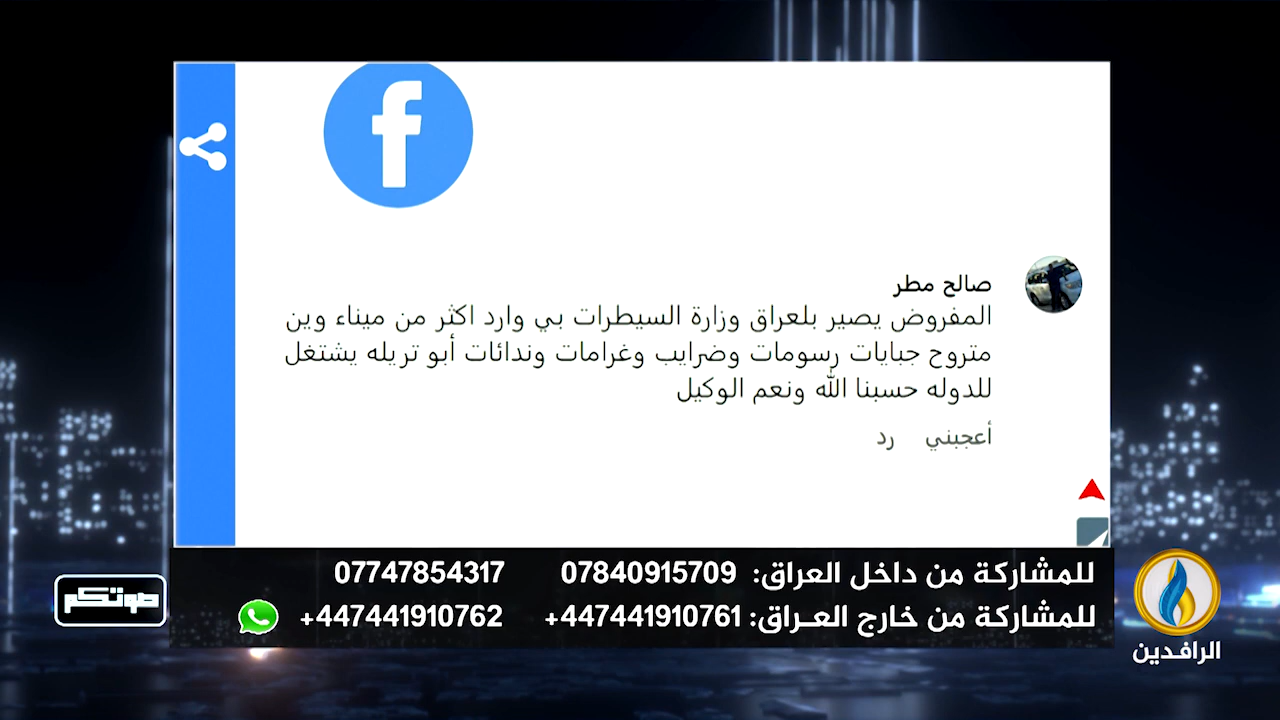 f
صالح مطر
المفروض يصير بلعراق وزارة السيطرات بي وارد اكثر من ميناء وين
متروح جبايات رسومات وضرايب وغرامات وندائات أبو تريله يشتغل
للدوله حسبنا الله ونعم الوكيل
أعجبني رد
للمشاركة من داخل العراق: 07840915709 07747854317
للمشاركة من خارج العـراق: 447441910761+ 447441910762+
صوتكم
الرافدين